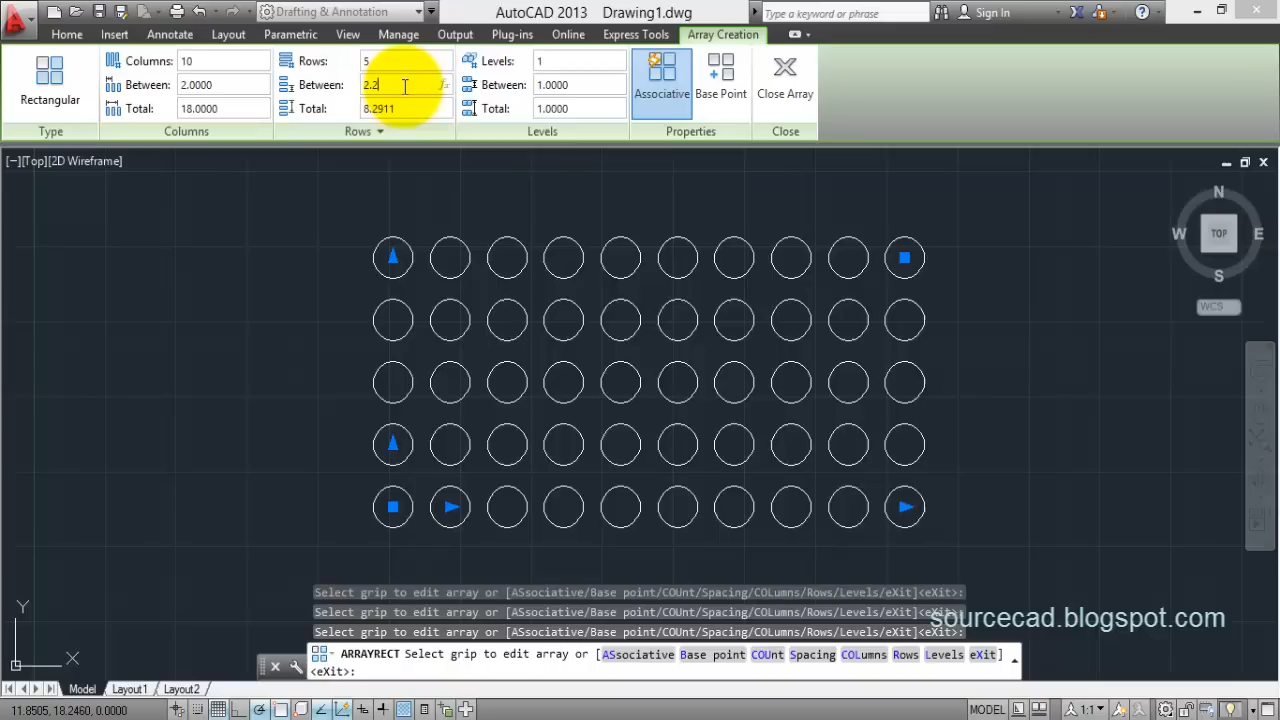 AutoCAD 2013 Drawing1.dwg
Drafting & Annotation
Type a keyword or phrase
Sign In
Home Insert Annotate Layout Parametric View Manage Output Plug-ins Online Express Tools Array Creation
Columns: 10 Rows: 5 Levels: 1
Between: 2.0000 Between: 2.2 Between: 1.0000
Total: 18.0000 Total: 8.2911 Total: 1.0000
Rectangular Associative Base Point Close Array
Type Columns Rows Levels Properties Close
[−][Top][2D Wireframe]
N
W TOP E
S
WCS
Select grip to edit array or [ASsociative/Base point/COUnt/Spacing/COLumns/Rows/Levels/eXit]<eXit>:
Select grip to edit array or [ASsociative/Base point/COUnt/Spacing/COLumns/Rows/Levels/eXit]<eXit>:
sourcecad.blogspot.com
Select grip to edit array or [ASsociative/Base point/COUnt/Spacing/COLumns/Rows/Levels/eXit]<eXit>:
ARRAYRECT Select grip to edit array or [ASsociative Base point COUnt Spacing COLumns Rows Levels eXit]
<eXit>:
Y
X
Model Layout1 Layout2
11.8505, 18.2460, 0.0000 MODEL 1:1